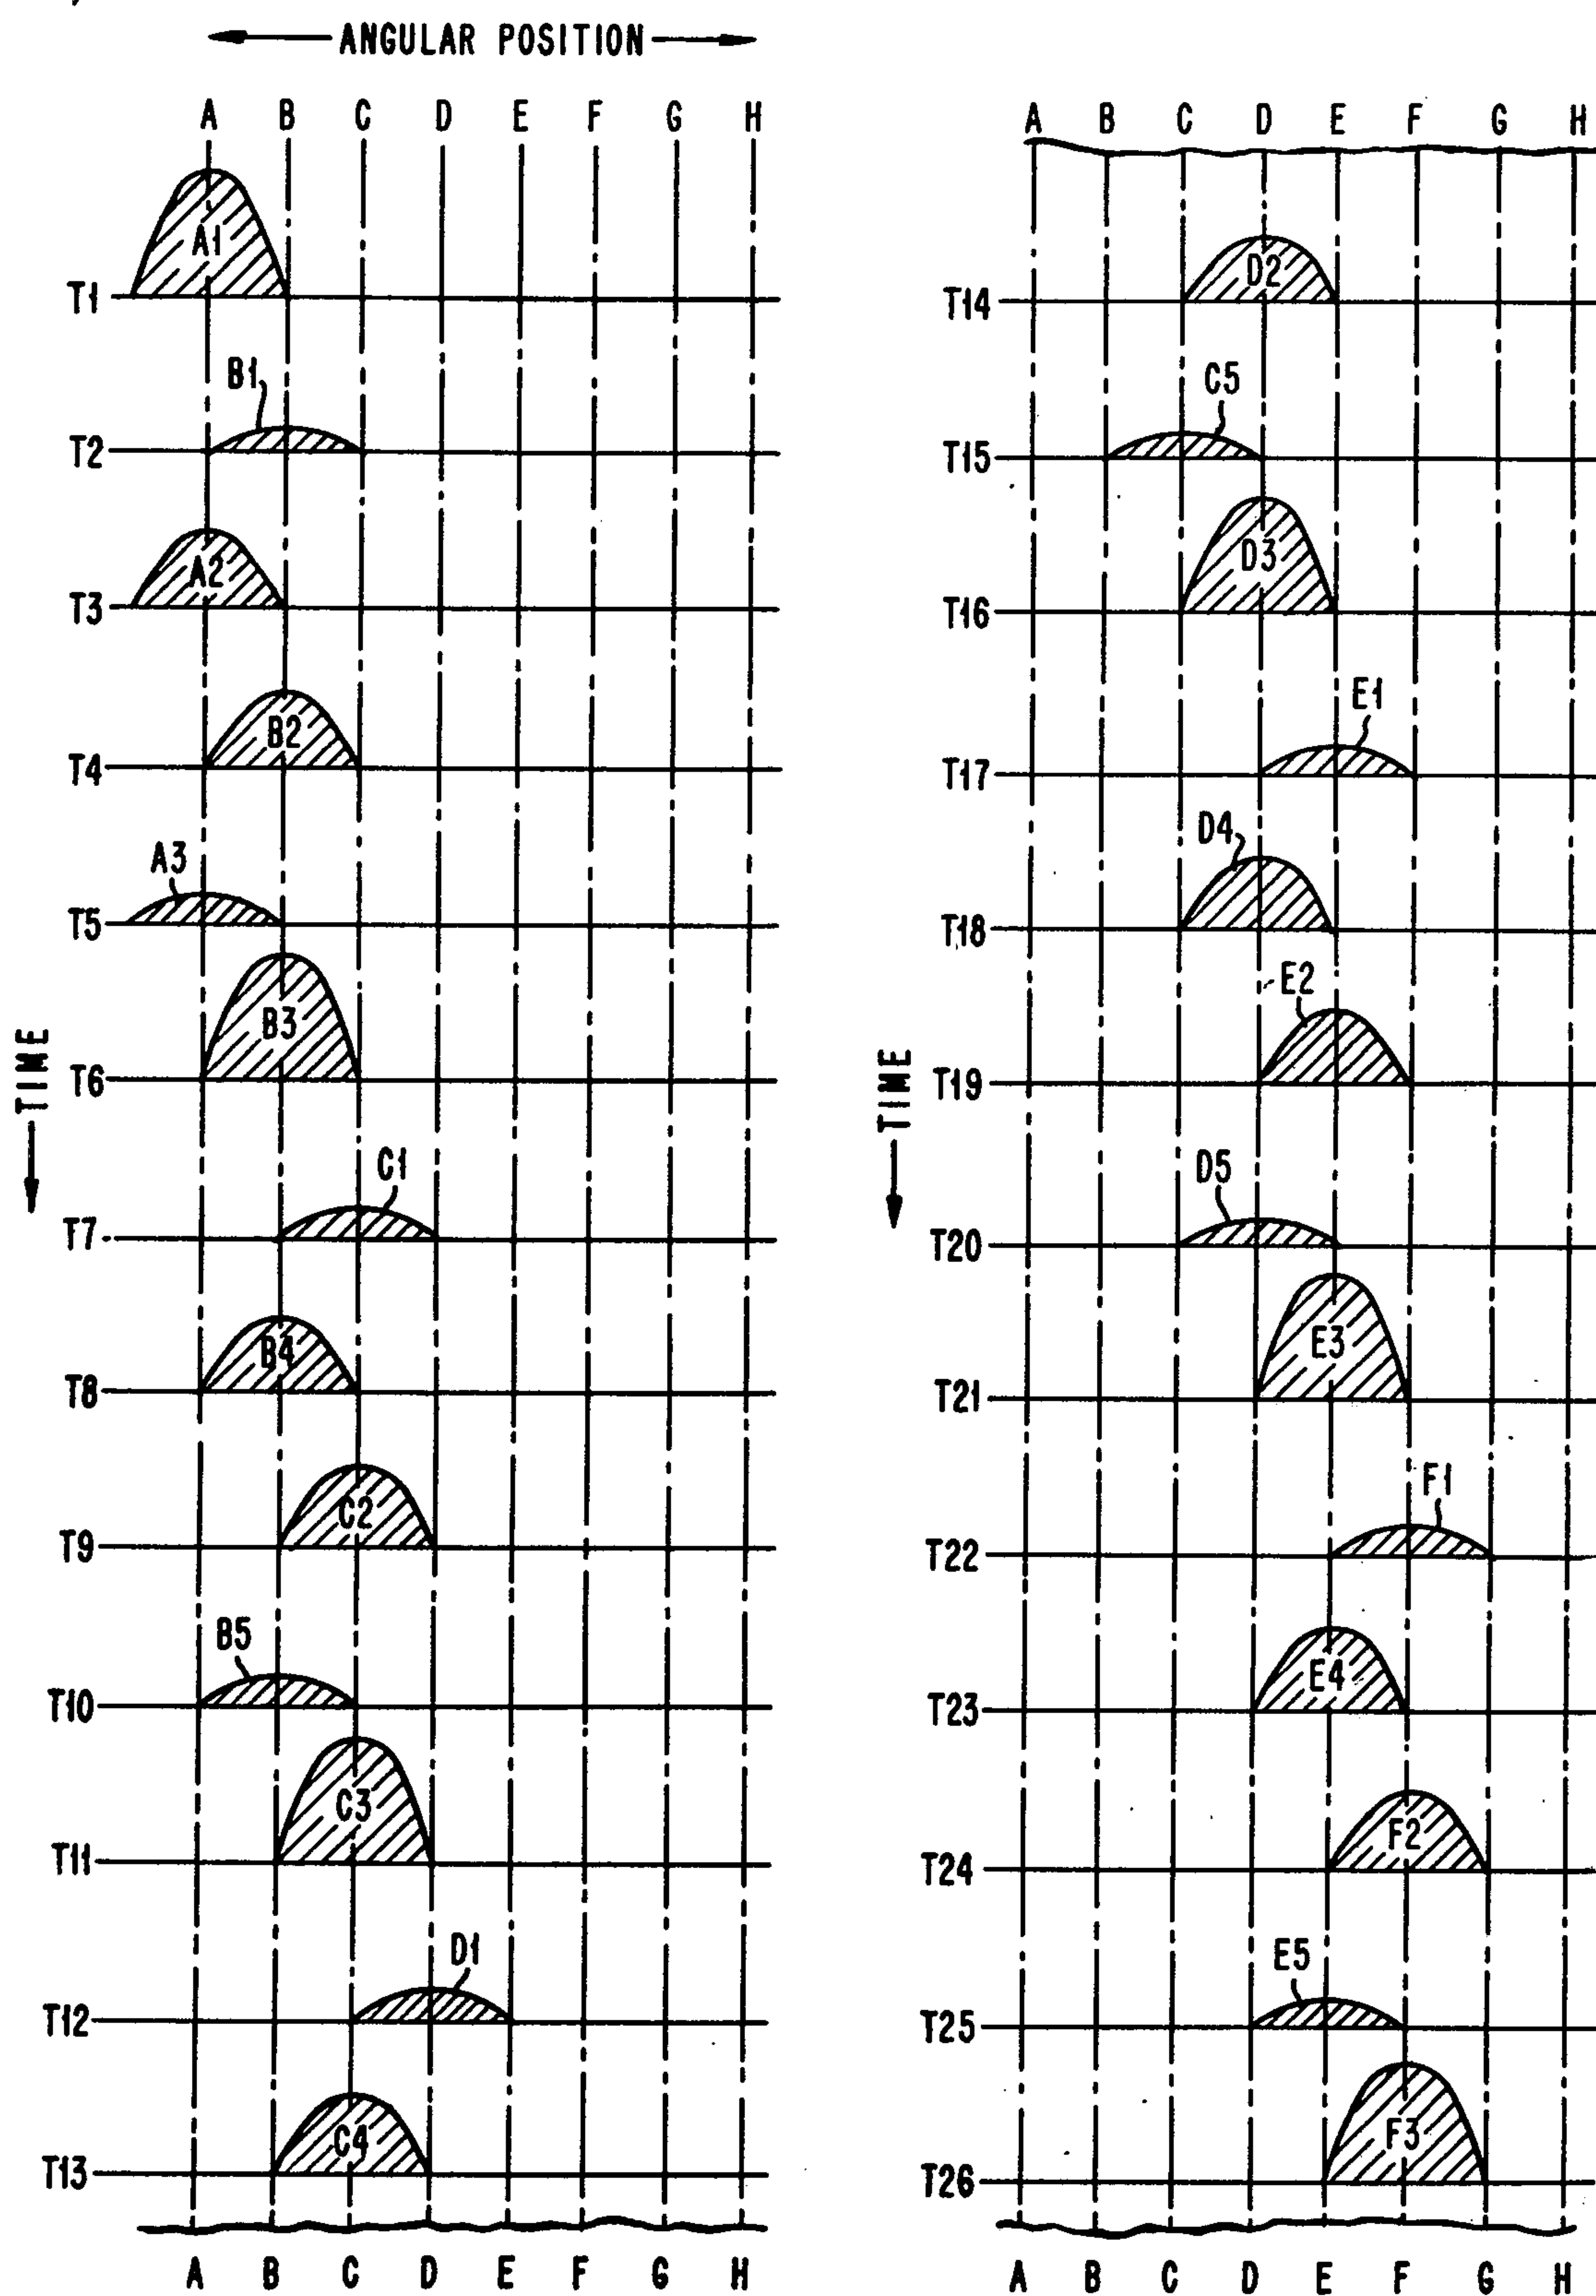 ANGULAR POSITION
A B C D E F G H
A1
T1
B1
T2
A2
T3
B2
T4
A3
T5
B3
T6
C1
T7
B4
T8
C2
T9
B5
T10
C3
T11
D1
T12
C4
T13
A B C D E F G H
TIME
A B C D E F G H
D2
T14
C5
T15
D3
T16
E1
T17
D4
T18
E2
T19
D5
T20
E3
T21
F1
T22
E4
T23
F2
T24
E5
T25
F3
T26
A B C D E F G H
TIME